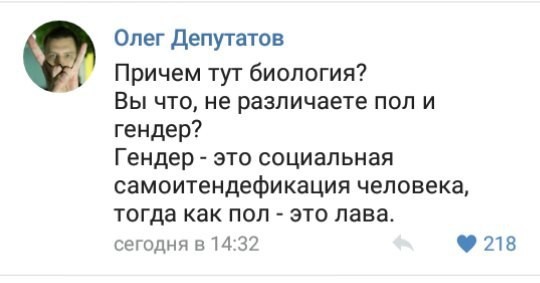 Олег Депутатов
Причем тут биология?
Вы что, не различаете пол и
гендер?
Гендер - это социальная
самоитендефикация человека,
тогда как пол - это лава.
сегодня в 14:32
218